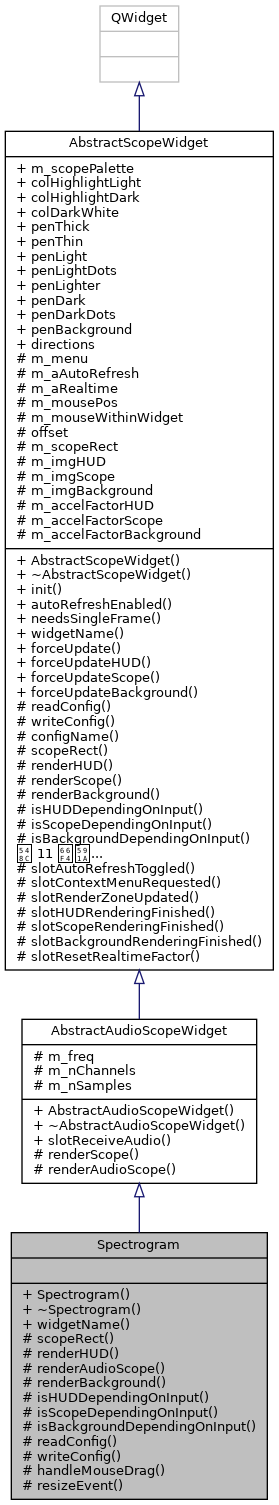 QWidget
AbstractScopeWidget
+ m_scopePalette
+ colHighlightLight
+ colHighlightDark
+ colDarkWhite
+ penThick
+ penThin
+ penLight
+ penLightDots
+ penLighter
+ penDark
+ penDarkDots
+ penBackground
+ directions
# m_menu
# m_aAutoRefresh
# m_aRealtime
# m_mousePos
# m_mouseWithinWidget
# offset
# m_scopeRect
# m_imgHUD
# m_imgScope
# m_imgBackground
# m_accelFactorHUD
# m_accelFactorScope
# m_accelFactorBackground
+ AbstractScopeWidget()
+ ~AbstractScopeWidget()
+ init()
+ autoRefreshEnabled()
+ needsSingleFrame()
+ widgetName()
+ forceUpdate()
+ forceUpdateHUD()
+ forceUpdateScope()
+ forceUpdateBackground()
# readConfig()
# writeConfig()
# configName()
# scopeRect()
# renderHUD()
# renderScope()
# renderBackground()
# isHUDDependingOnInput()
# isScopeDependingOnInput()
# isBackgroundDependingOnInput()
11 ...
# slotAutoRefreshToggled()
# slotContextMenuRequested()
# slotRenderZoneUpdated()
# slotHUDRenderingFinished()
# slotScopeRenderingFinished()
# slotBackgroundRenderingFinished()
# slotResetRealtimeFactor()
AbstractAudioScopeWidget
# m_freq
# m_nChannels
# m_nSamples
+ AbstractAudioScopeWidget()
+ ~AbstractAudioScopeWidget()
+ slotReceiveAudio()
# renderScope()
# renderAudioScope()
Spectrogram
+ Spectrogram()
+ ~Spectrogram()
+ widgetName()
# scopeRect()
# renderHUD()
# renderAudioScope()
# renderBackground()
# isHUDDependingOnInput()
# isScopeDependingOnInput()
# isBackgroundDependingOnInput()
# readConfig()
# writeConfig()
# handleMouseDrag()
# resizeEvent()